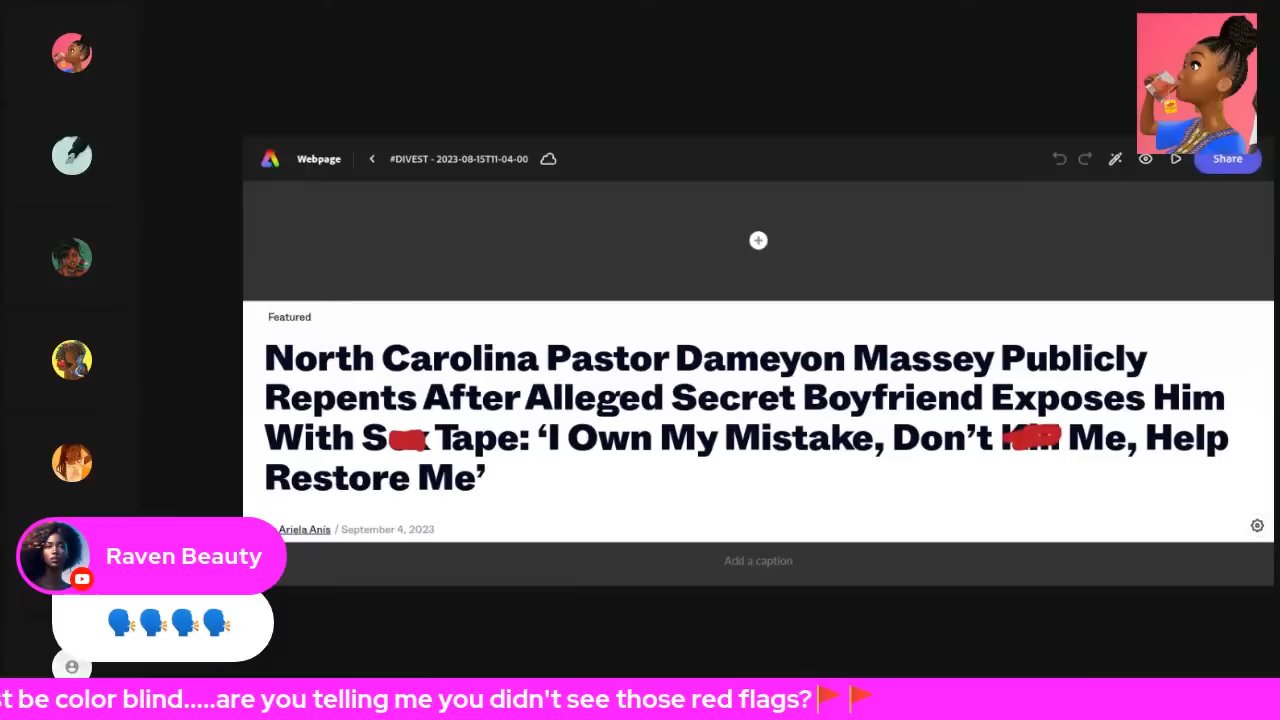 Webpage
#DIVEST - 2023-08-15T11-04-00
Share
Featured
North Carolina Pastor Dameyon Massey Publicly
Repents After Alleged Secret Boyfriend Exposes Him
With Tape: ‘I Own My Mistake, Don’t Me, Help
Restore Me’
Ariela Anís / September 4, 2023
Add a caption
Raven Beauty
be color blind.....are you telling me you didn't see those red flags?